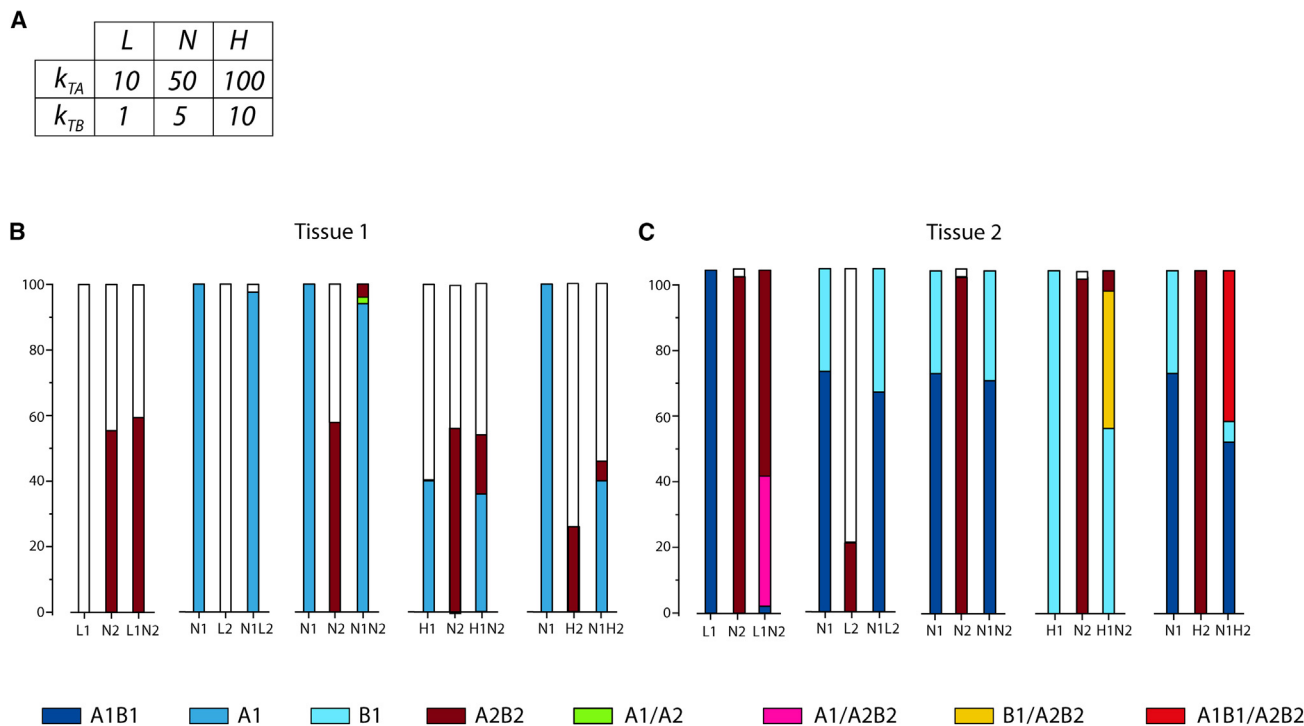 A
L N H
kTA 10 50 100
kTB 1 5 10
B Tissue 1
C Tissue 2
100
80
60
40
20
0
L1 N2 L1N2 N1 L2 N1L2 N1 N2 N1N2 H1 N2 H1N2 N1 H2 N1H2
100
80
60
40
20
0
L1 N2 L1N2 N1 L2 N1L2 N1 N2 N1N2 H1 N2 H1N2 N1 H2 N1H2
A1B1 A1 B1 A2B2 A1/A2 A1/A2B2 B1/A2B2 A1B1/A2B2